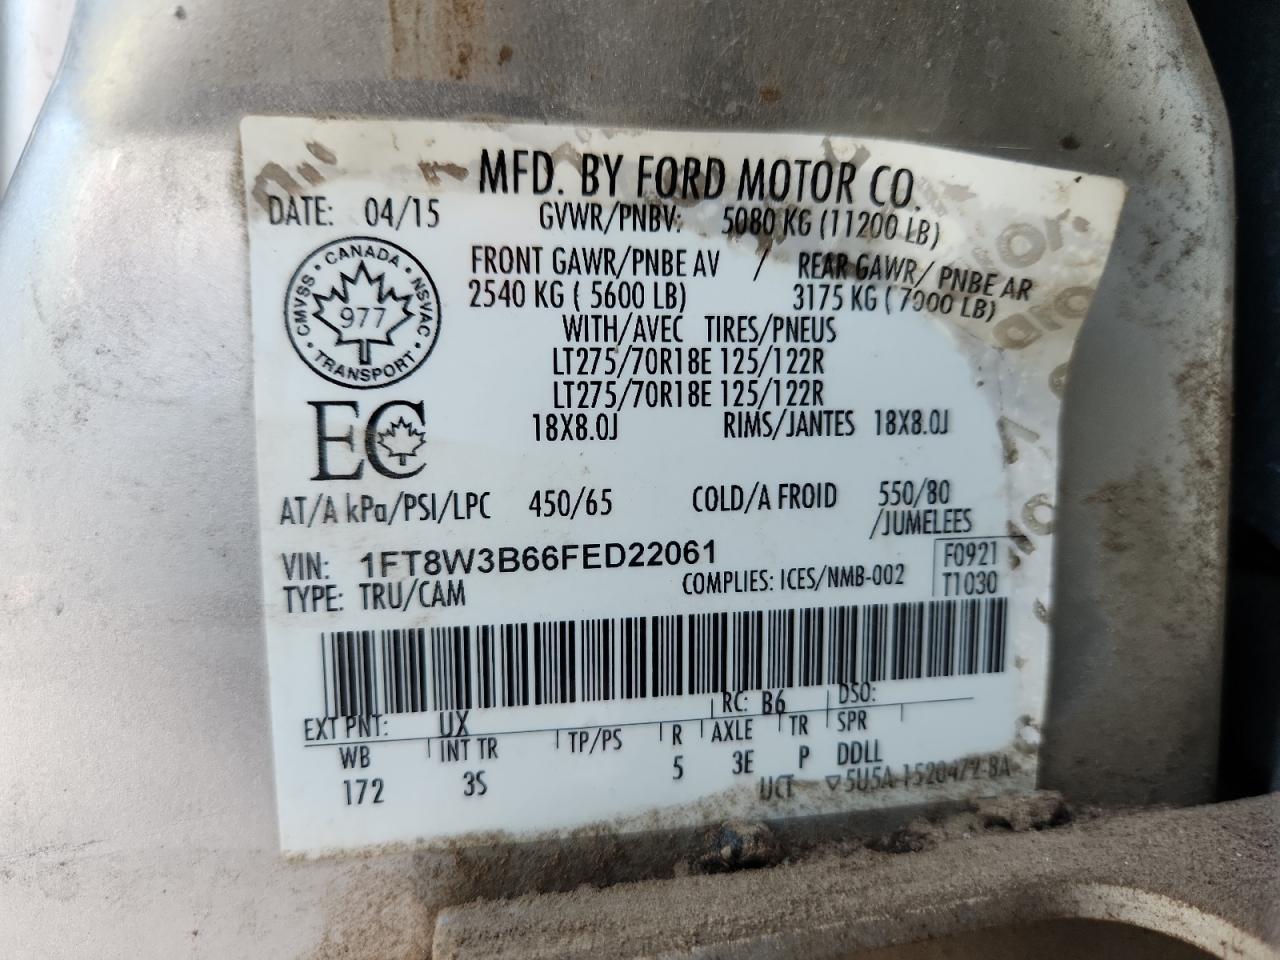 MFD. BY FORD MOTOR CO.
DATE: 04/15 GVWR/PNBV: 5080 KG (11200 LB)
FRONT GAWR/PNBE AV / REAR GAWR/ PNBE AR
2540 KG ( 5600 LB) 3175 KG ( 7000 LB)
WITH/AVEC TIRES/PNEUS
LT275/70R18E 125/122R
LT275/70R18E 125/122R
18X8.0J RIMS/JANTES 18X8.0J
CMVSS • CANADA • NSVAC • TRANSPORT •
977
EC
AT/A kPa/PSI/LPC 450/65 COLD/A FROID 550/80
/JUMELEES
VIN: 1FT8W3B66FED22061 F0921
TYPE: TRU/CAM COMPLIES: ICES/NMB-002 T1030
EXT PNT: UX RC: B6 DSO:
WB INT TR TP/PS R AXLE TR SPR
172 3S 5 3E P DDLL
UCT ▽5U5A-1520472-BA